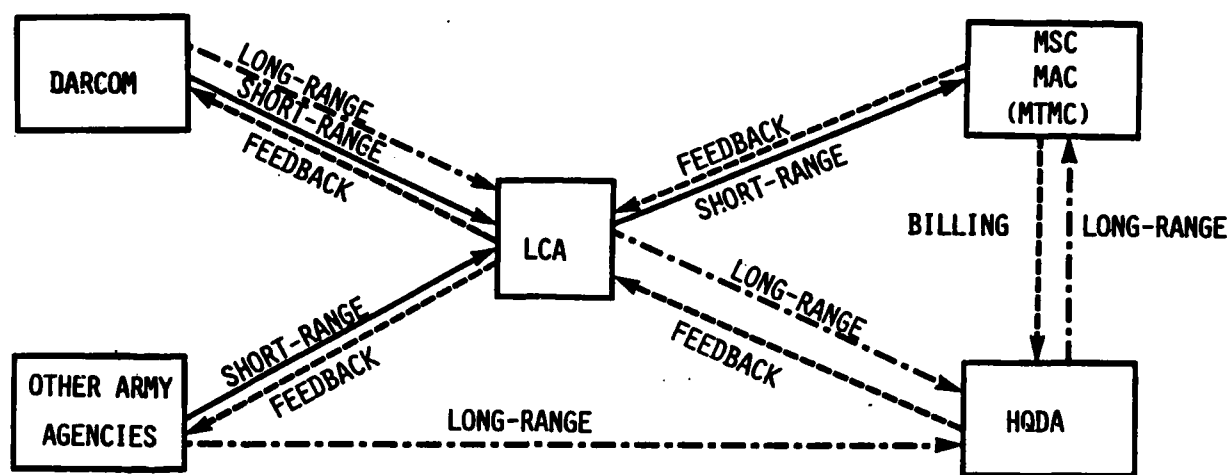 DARCOM
LONG-RANGE
SHORT-RANGE
FEEDBACK
MSC
MAC
(MTMC)
FEEDBACK
SHORT-RANGE
LCA
BILLING
LONG-RANGE
LONG-RANGE
FEEDBACK
SHORT-RANGE
FEEDBACK
OTHER ARMY
AGENCIES
LONG-RANGE
HQDA